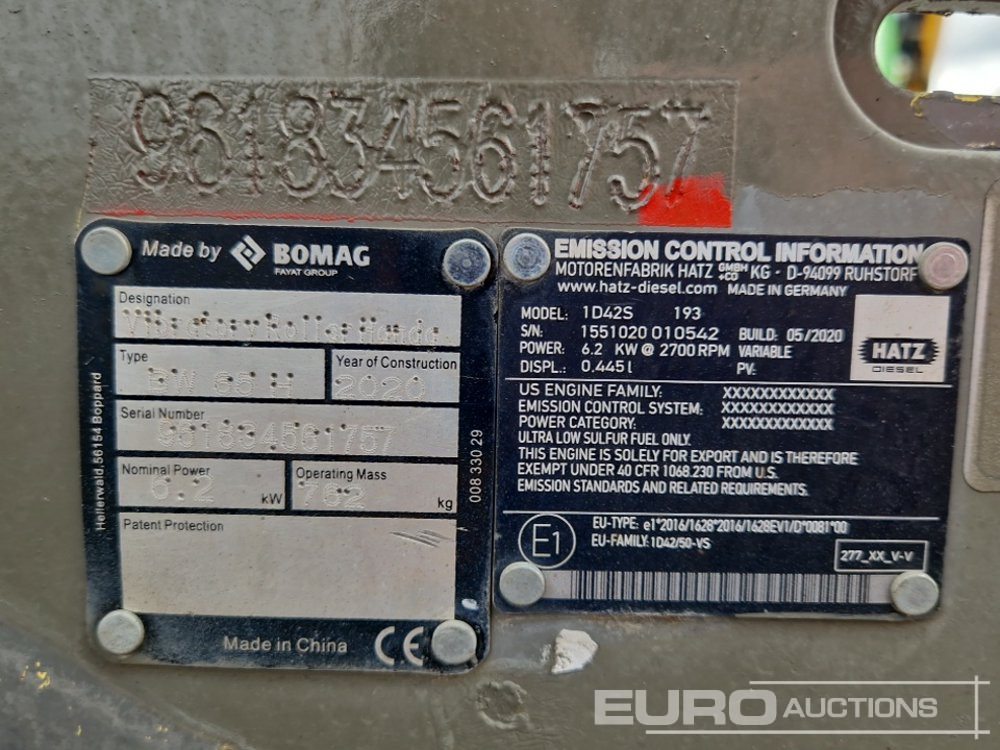 961834561757
Made by BOMAG
FAYAT GROUP
Designation
Vibratory Roller Handg
Type
BW 65 H
Year of Construction
2020
Serial Number
961834561757
Nominal Power
6.2 kW
Operating Mass
762 kg
Patent Protection
Made in China CE
Hellerwald, 56154 Boppard
008 330 29
EMISSION CONTROL INFORMATION
MOTORENFABRIK HATZ GMBH +CO KG · D-94099 RUHSTORF
www.hatz-diesel.com MADE IN GERMANY
MODEL: 1D42S 193
S/N: 1551020 010542 BUILD: 05/2020
POWER: 6.2 KW @ 2700 RPM VARIABLE
DISPL.: 0.445 l PV:
HATZ
DIESEL
US ENGINE FAMILY: XXXXXXXXXXXX
EMISSION CONTROL SYSTEM: XXXXXXXXXXXX
POWER CATEGORY: XXXXXXXXXXXX
ULTRA LOW SULFUR FUEL ONLY
THIS ENGINE IS SOLELY FOR EXPORT AND IS THEREFORE
EXEMPT UNDER 40 CFR 1068.230 FROM U.S.
EMISSION STANDARDS AND RELATED REQUIREMENTS.
E1
EU-TYPE: e1*2016/1628*2016/1628EV1/D*0081*00
EU-FAMILY: 1D42/50-VS
277_XX_V-V
EURO AUCTIONS